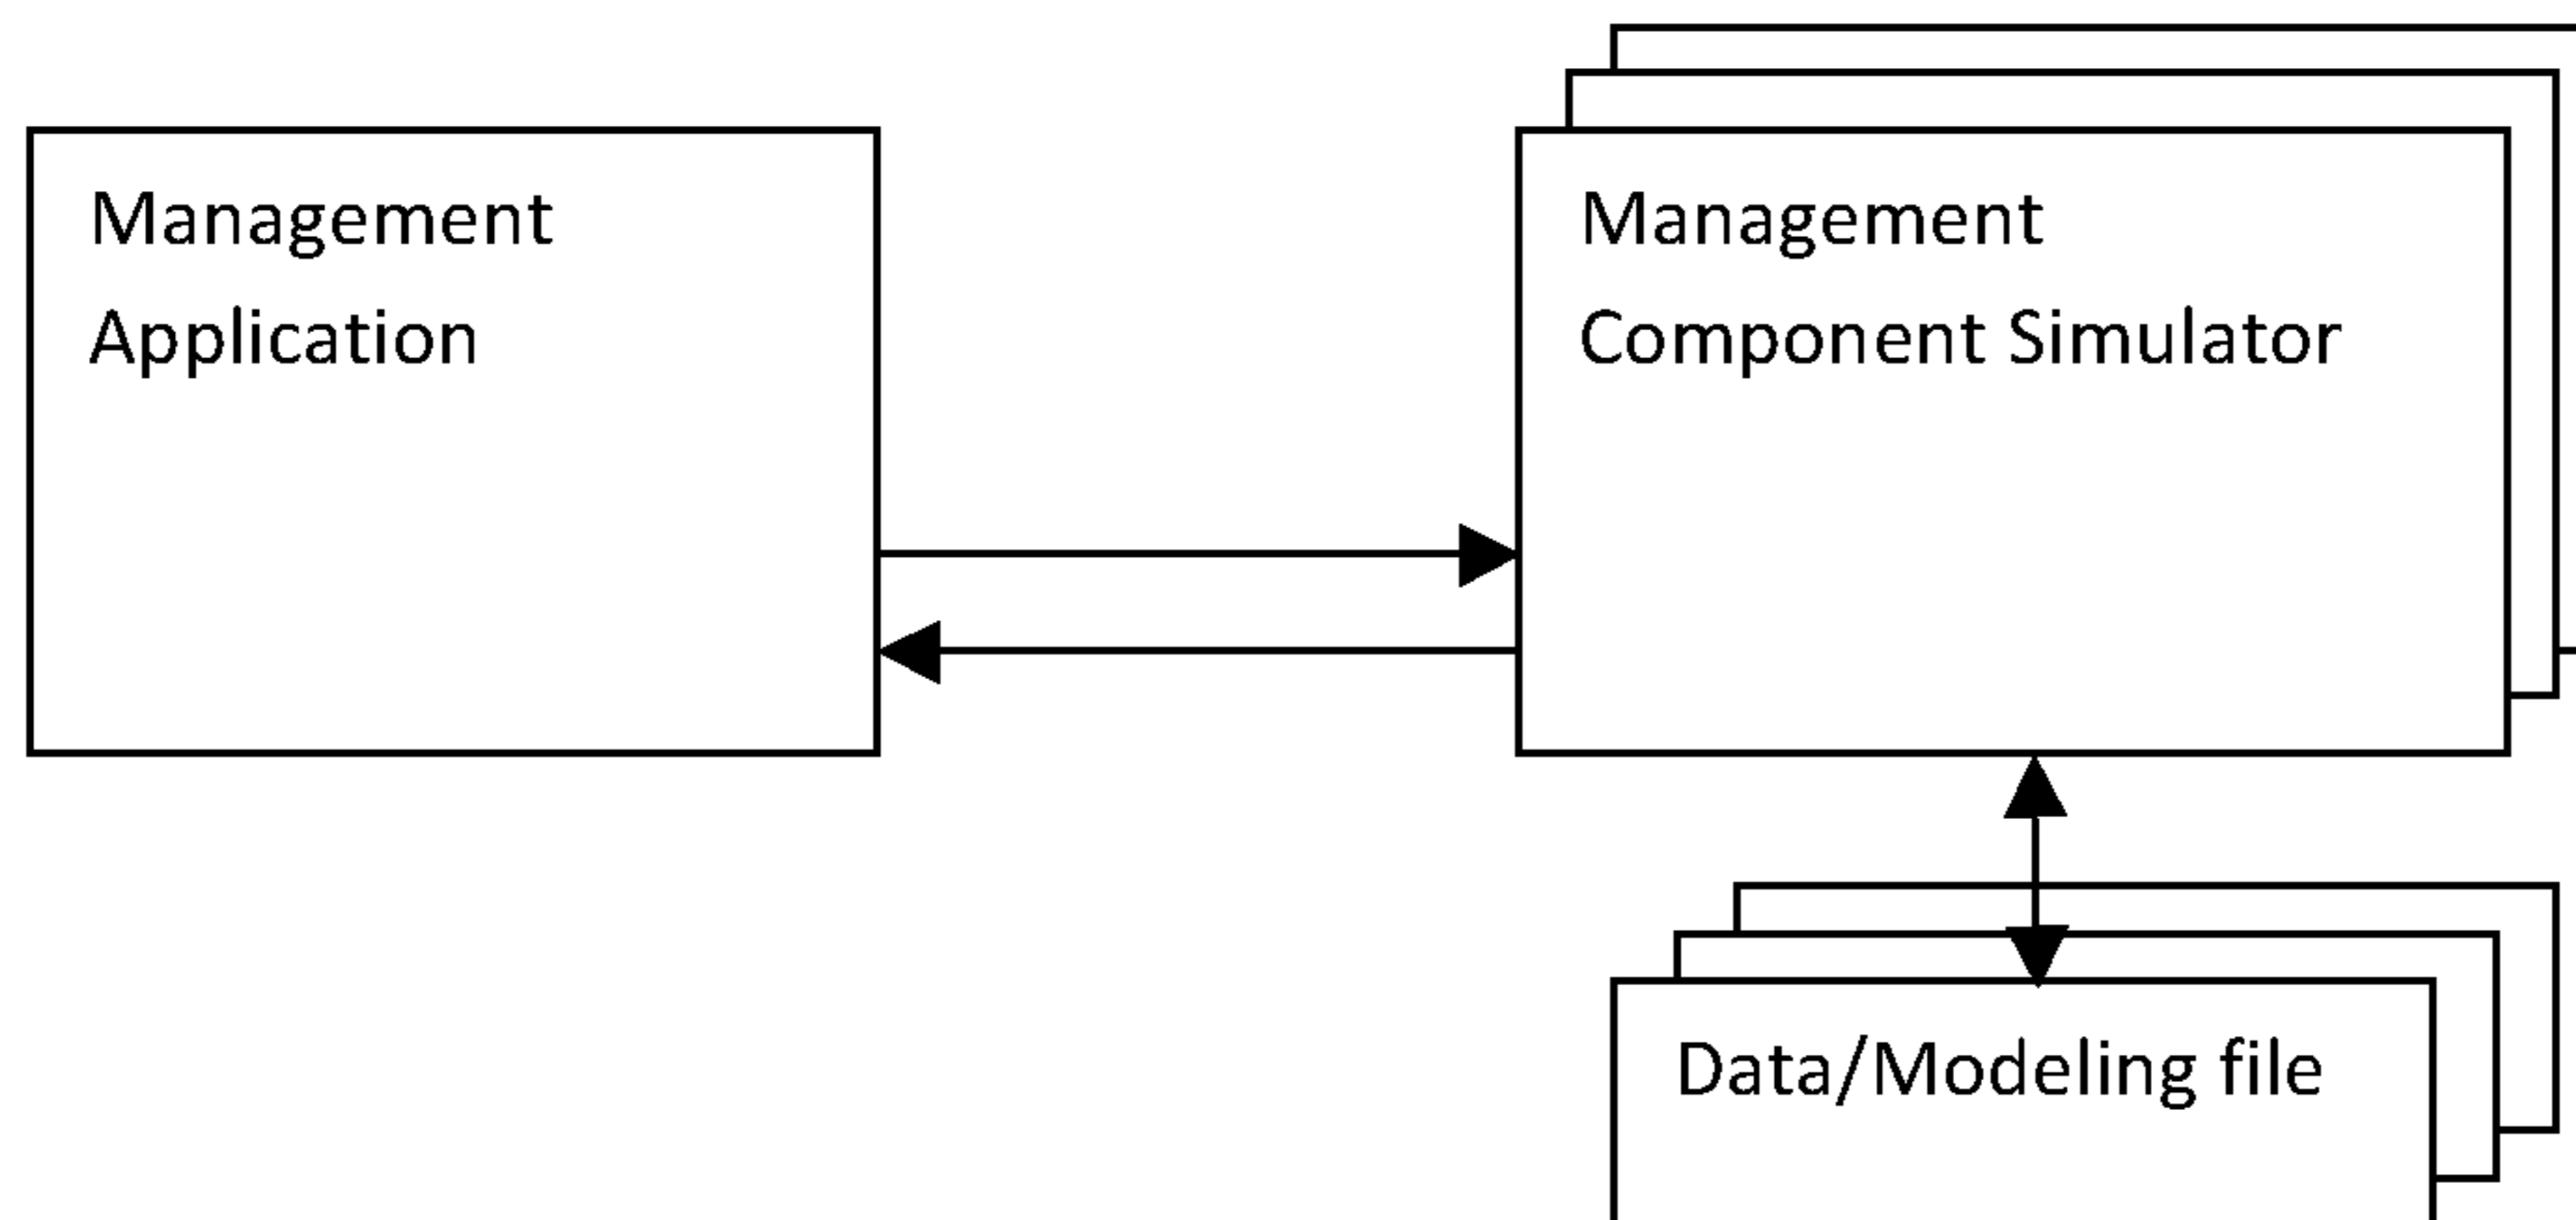 Management
Application
Management
Component Simulator
Data/Modeling file